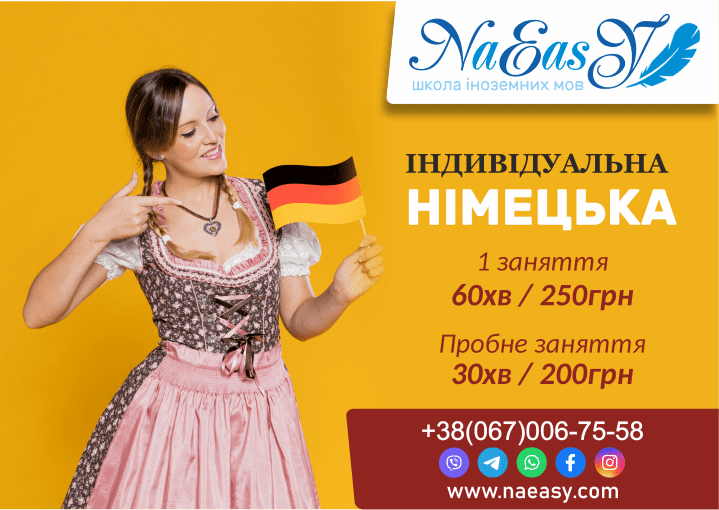 NaEasy
школа іноземних мов
ІНДИВІДУАЛЬНА
НІМЕЦЬКА
1 заняття
60хв / 250грн
Пробне заняття
30хв / 200грн
+38(067)006-75-58
www.naeasy.com